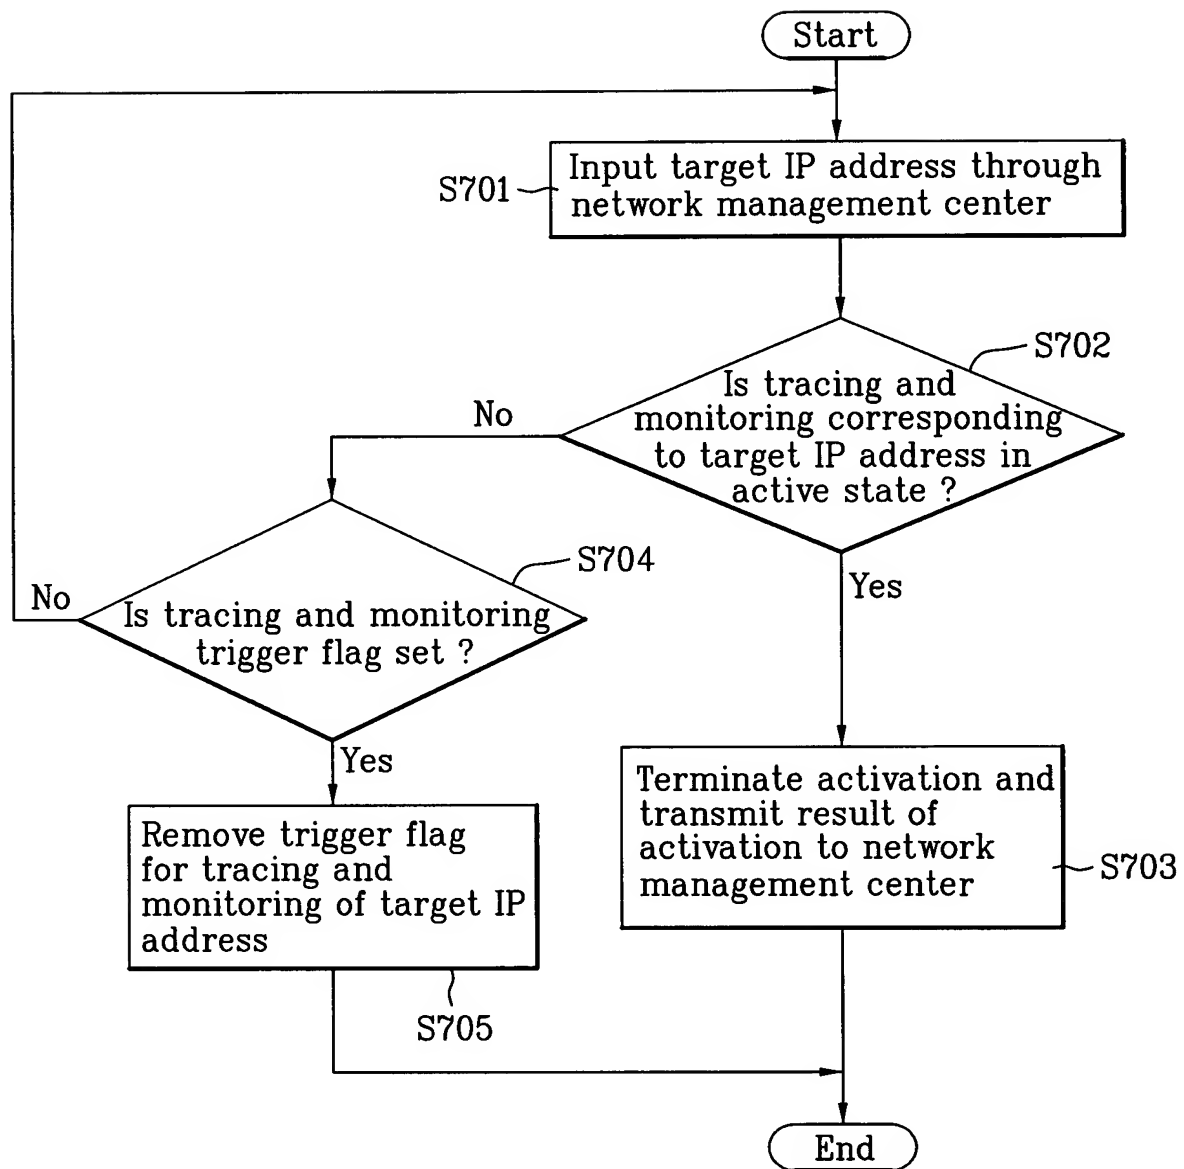 Start
Input target IP address through
network management center
S701
S702
Is tracing and
monitoring corresponding
to target IP address in
active state ?
No
Yes
S704
Is tracing and monitoring
trigger flag set ?
No
Yes
Terminate activation and
transmit result of
activation to network
management center
S703
Remove trigger flag
for tracing and
monitoring of target IP
address
S705
End